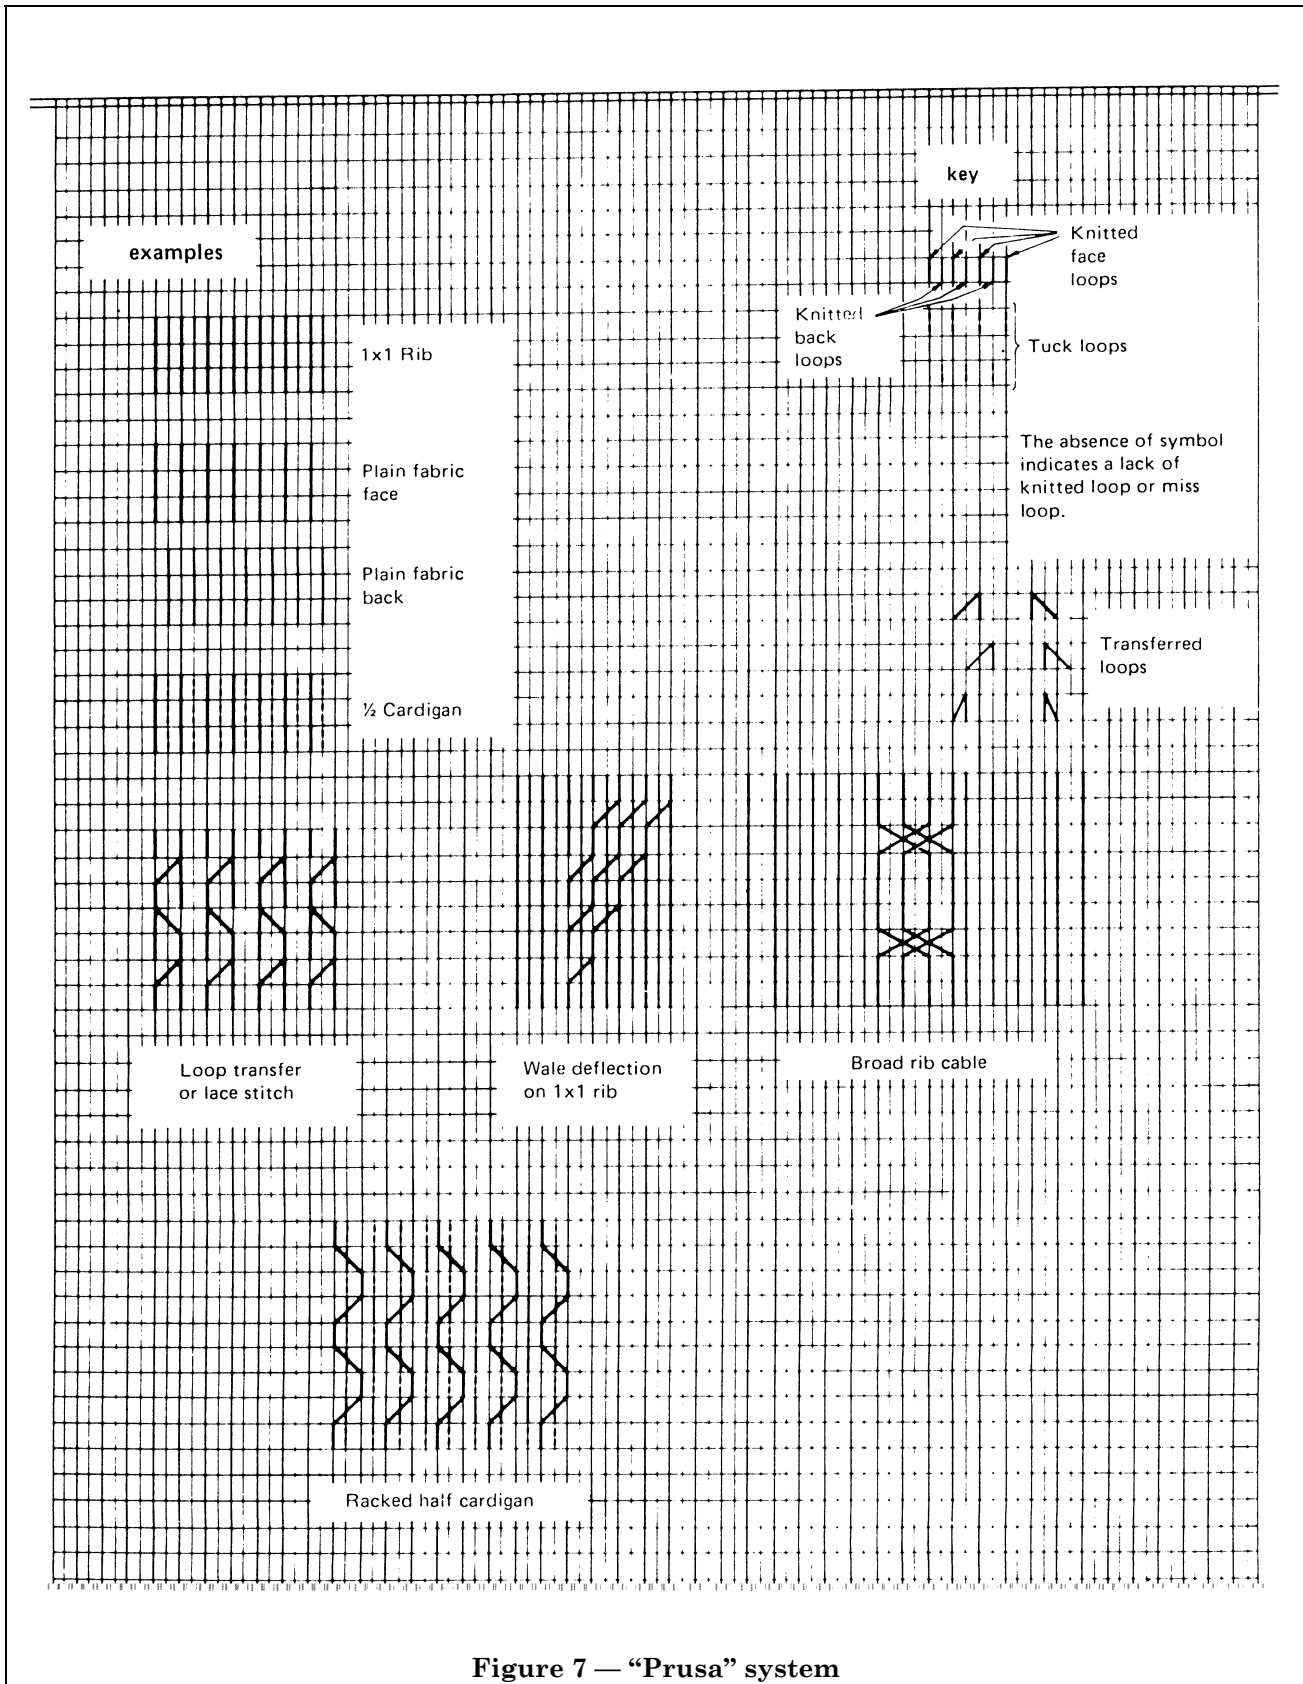 key
Knitted
face
loops
examples
Knitted
back
loops
1x1 Rib
Tuck loops
The absence of symbol
indicates a lack of
knitted loop or miss
loop.
Plain fabric
face
Plain fabric
back
Transferred
loops
½ Cardigan
Loop transfer
or lace stitch
Wale deflection
on 1x1 rib
Broad rib cable
Racked half cardigan
Figure 7 — “Prusa” system